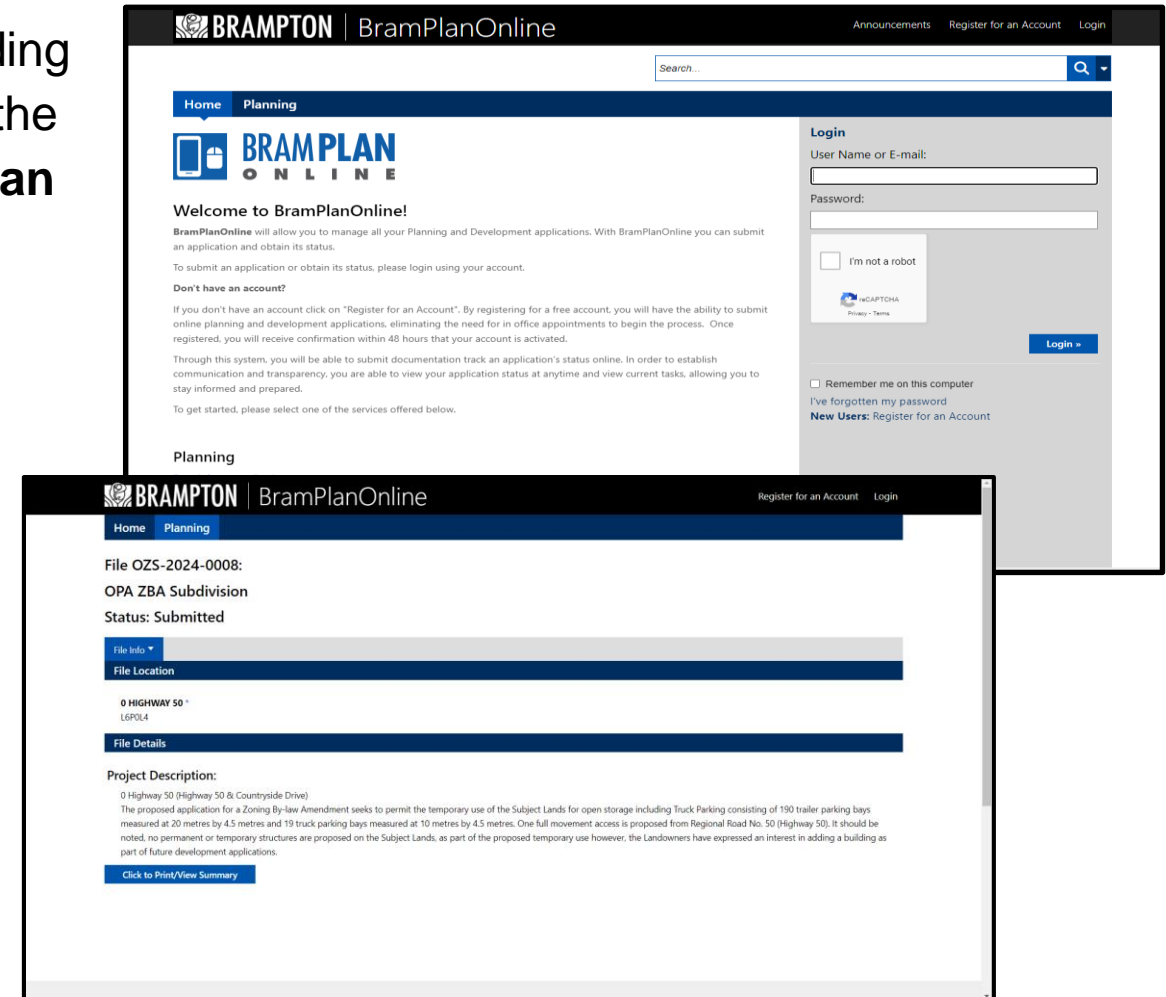 ding
the
an
BRAMPTON | BramPlanOnline
Announcements Register for an Account Login
Search...
Home Planning
BRAMPLAN
ONLINE
Welcome to BramPlanOnline!
BramPlanOnline will allow you to manage all your Planning and Development applications. With BramPlanOnline you can submit
an application and obtain its status.
To submit an application or obtain its status, please login using your account.
Don't have an account?
If you don't have an account click on "Register for an Account". By registering for a free account, you will have the ability to submit
online planning and development applications, eliminating the need for in office appointments to begin the process. Once
registered, you will receive confirmation within 48 hours that your account is activated.
Through this system, you will be able to submit documentation track an application's status online. In order to establish
communication and transparency, you are able to view your application status at anytime and view current tasks, allowing you to
stay informed and prepared.
To get started, please select one of the services offered below.
Planning
Login
User Name or E-mail:
Password:
I'm not a robot
reCAPTCHA
Privacy - Terms
Login »
Remember me on this computer
I've forgotten my password
New Users: Register for an Account
BRAMPTON | BramPlanOnline
Register for an Account Login
Home Planning
File OZS-2024-0008:
OPA ZBA Subdivision
Status: Submitted
File Info
File Location
0 HIGHWAY 50 *
L6P0L4
File Details
Project Description:
0 Highway 50 (Highway 50 & Countryside Drive)
The proposed application for a Zoning By-law Amendment seeks to permit the temporary use of the Subject Lands for open storage including Truck Parking consisting of 190 trailer parking bays
measured at 20 metres by 4.5 metres and 19 truck parking bays measured at 10 metres by 4.5 metres. One full movement access is proposed from Regional Road No. 50 (Highway 50). It should be
noted, no permanent or temporary structures are proposed on the Subject Lands, as part of the proposed temporary use however, the Landowners have expressed an interest in adding a building as
part of future development applications.
Click to Print/View Summary